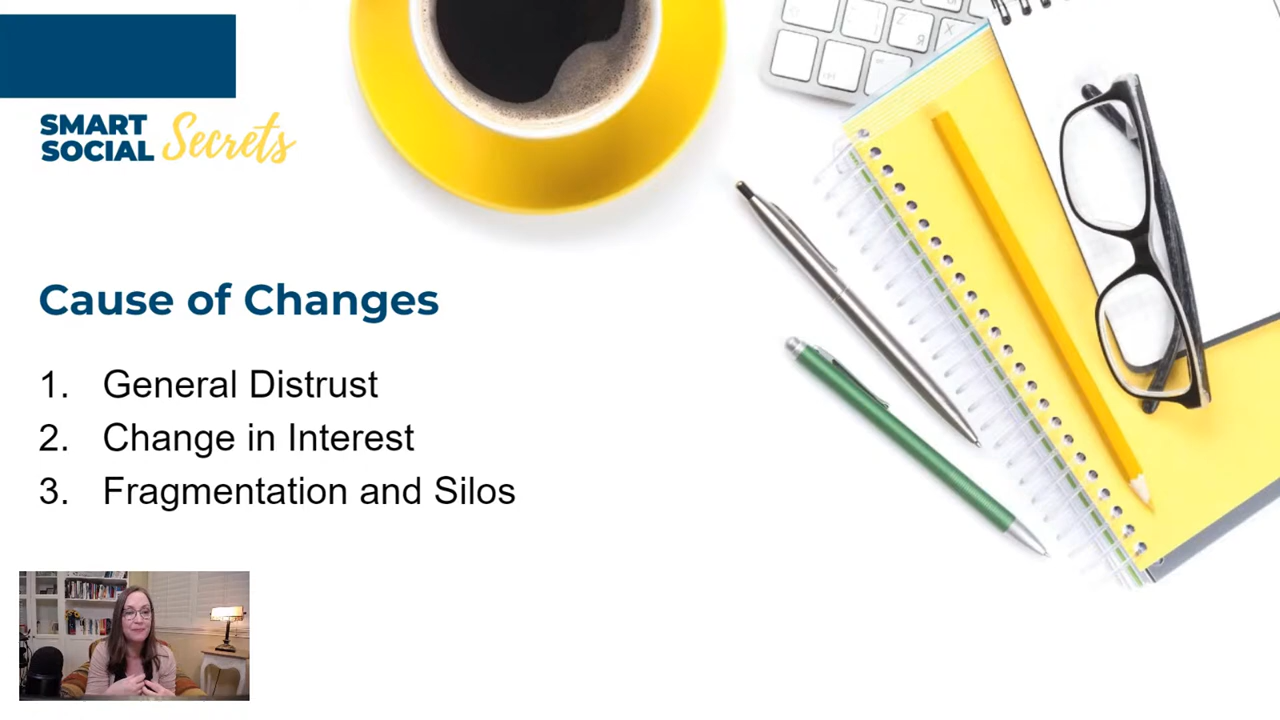 SMART
SOCIAL Secrets
Cause of Changes
1. General Distrust
2. Change in Interest
3. Fragmentation and Silos